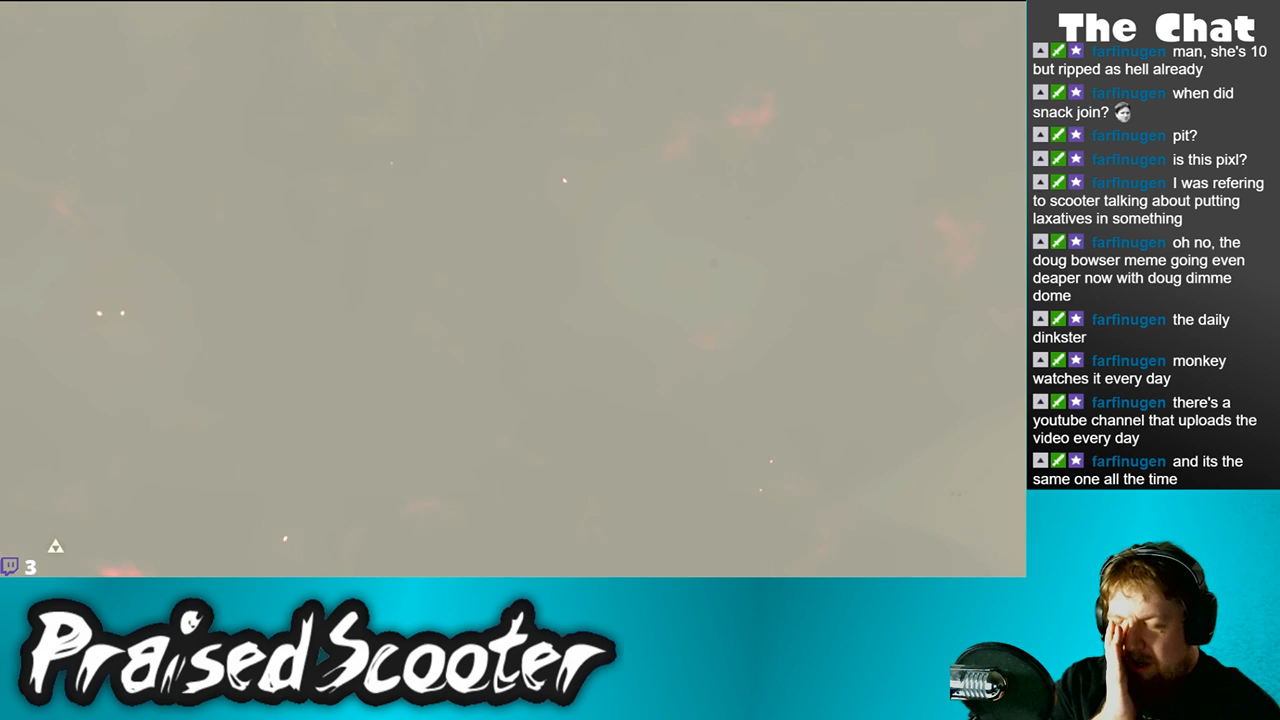 The Chat
farfinugen man, she's 10
but ripped as hell already
farfinugen when did
snack join?
farfinugen pit?
farfinugen is this pixl?
farfinugen I was refering
to scooter talking about putting
laxatives in something
farfinugen oh no, the
doug bowser meme going even
deaper now with doug dimme
dome
farfinugen the daily
dinkster
farfinugen monkey
watches it every day
farfinugen there's a
youtube channel that uploads the
video every day
farfinugen and its the
same one all the time
3
PraisedScooter